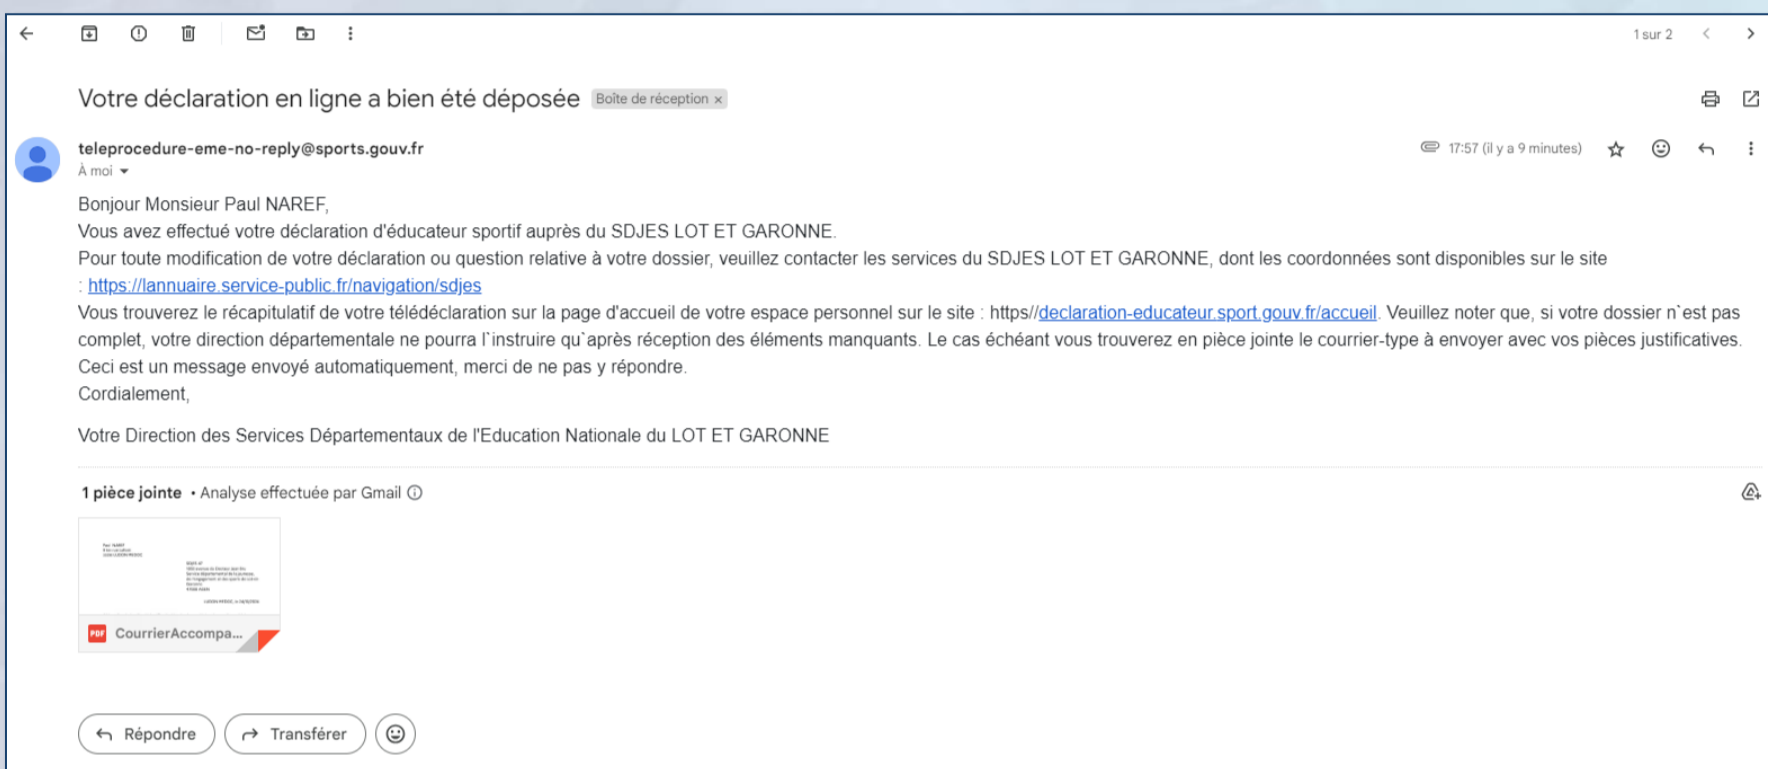 1 sur 2
Votre déclaration en ligne a bien été déposée Boîte de réception x
teleprocedure-eme-no-reply@sports.gouv.fr
17:57 (il y a 9 minutes)
À moi
Bonjour Monsieur Paul NAREF,
Vous avez effectué votre déclaration d'éducateur sportif auprès du SDJES LOT ET GARONNE.
Pour toute modification de votre déclaration ou question relative à votre dossier, veuillez contacter les services du SDJES LOT ET GARONNE, dont les coordonnées sont disponibles sur le site
: https://lannuaire.service-public.fr/navigation/sdjes
Vous trouverez le récapitulatif de votre télédéclaration sur la page d'accueil de votre espace personnel sur le site : https//declaration-educateur.sport.gouv.fr/accueil. Veuillez noter que, si votre dossier n`est pas
complet, votre direction départementale ne pourra l`instruire qu`après réception des éléments manquants. Le cas échéant vous trouverez en pièce jointe le courrier-type à envoyer avec vos pièces justificatives.
Ceci est un message envoyé automatiquement, merci de ne pas y répondre.
Cordialement,
Votre Direction des Services Départementaux de l'Education Nationale du LOT ET GARONNE
1 pièce jointe • Analyse effectuée par Gmail
Paul NAREF
PDF CourrierAccompa...
Répondre
Transférer